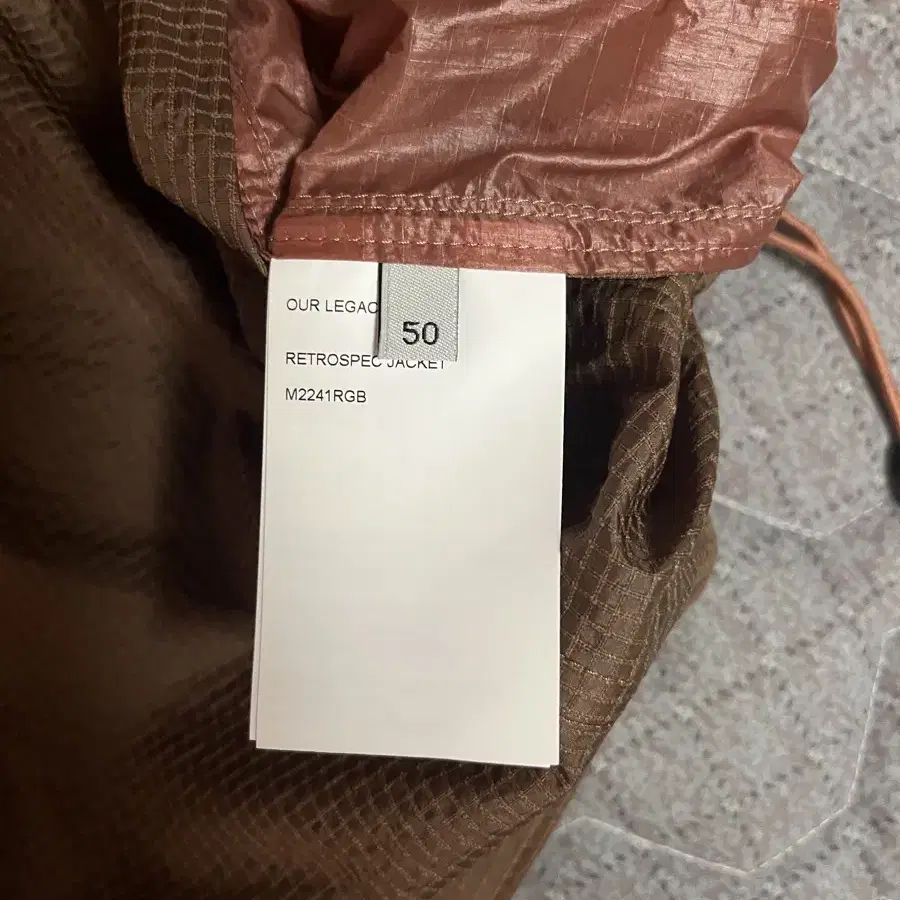 OUR LEGAC
50
RETROSPEC JACKET
M2241RGB